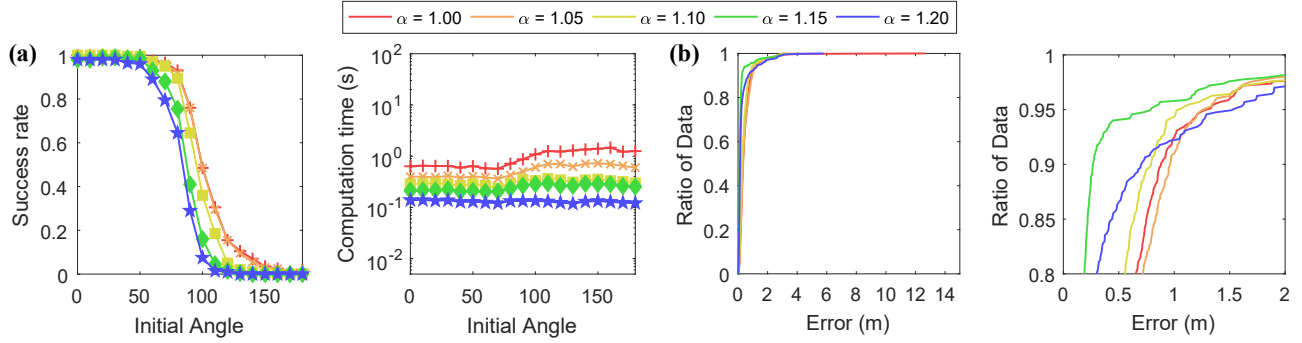 α = 1.00 α = 1.05 α = 1.10 α = 1.15 α = 1.20
(a)
Success rate
1
0.8
0.6
0.4
0.2
0
0 50 100 150
Initial Angle
Computation time (s)
10^2
10^0
10^-1
10^-2
0 50 100 150
Initial Angle
(b)
Ratio of Data
1
0.8
0.6
0.4
0.2
0
0 2 4 6 8 10 12 14
Error (m)
Ratio of Data
0.95
0.9
0.85
0.8
0 0.5 1 1.5 2
Error (m)